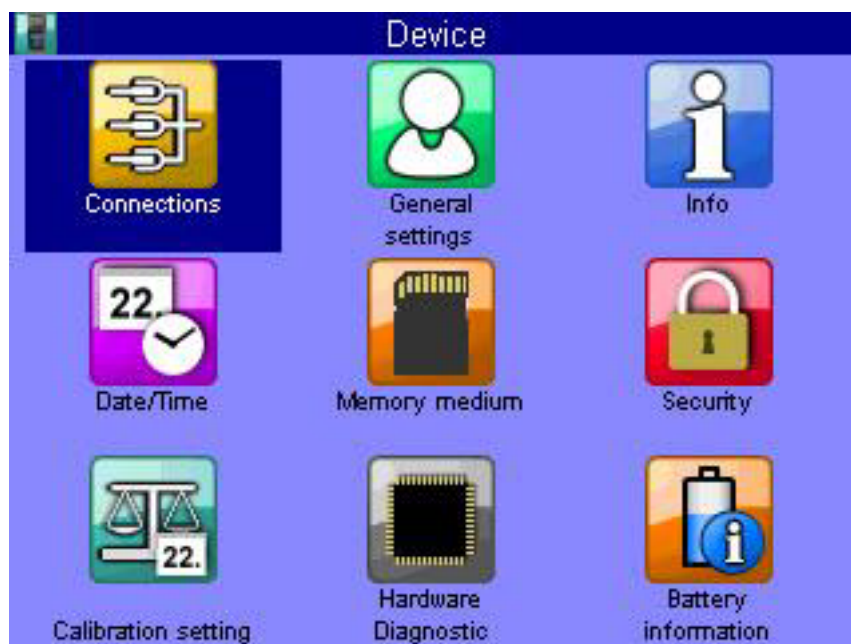 Device
Connections
General
settings
Info
22.
Date/Time
Memory medium
Security
22.
Calibration setting
Hardware
Diagnostic
Battery
information